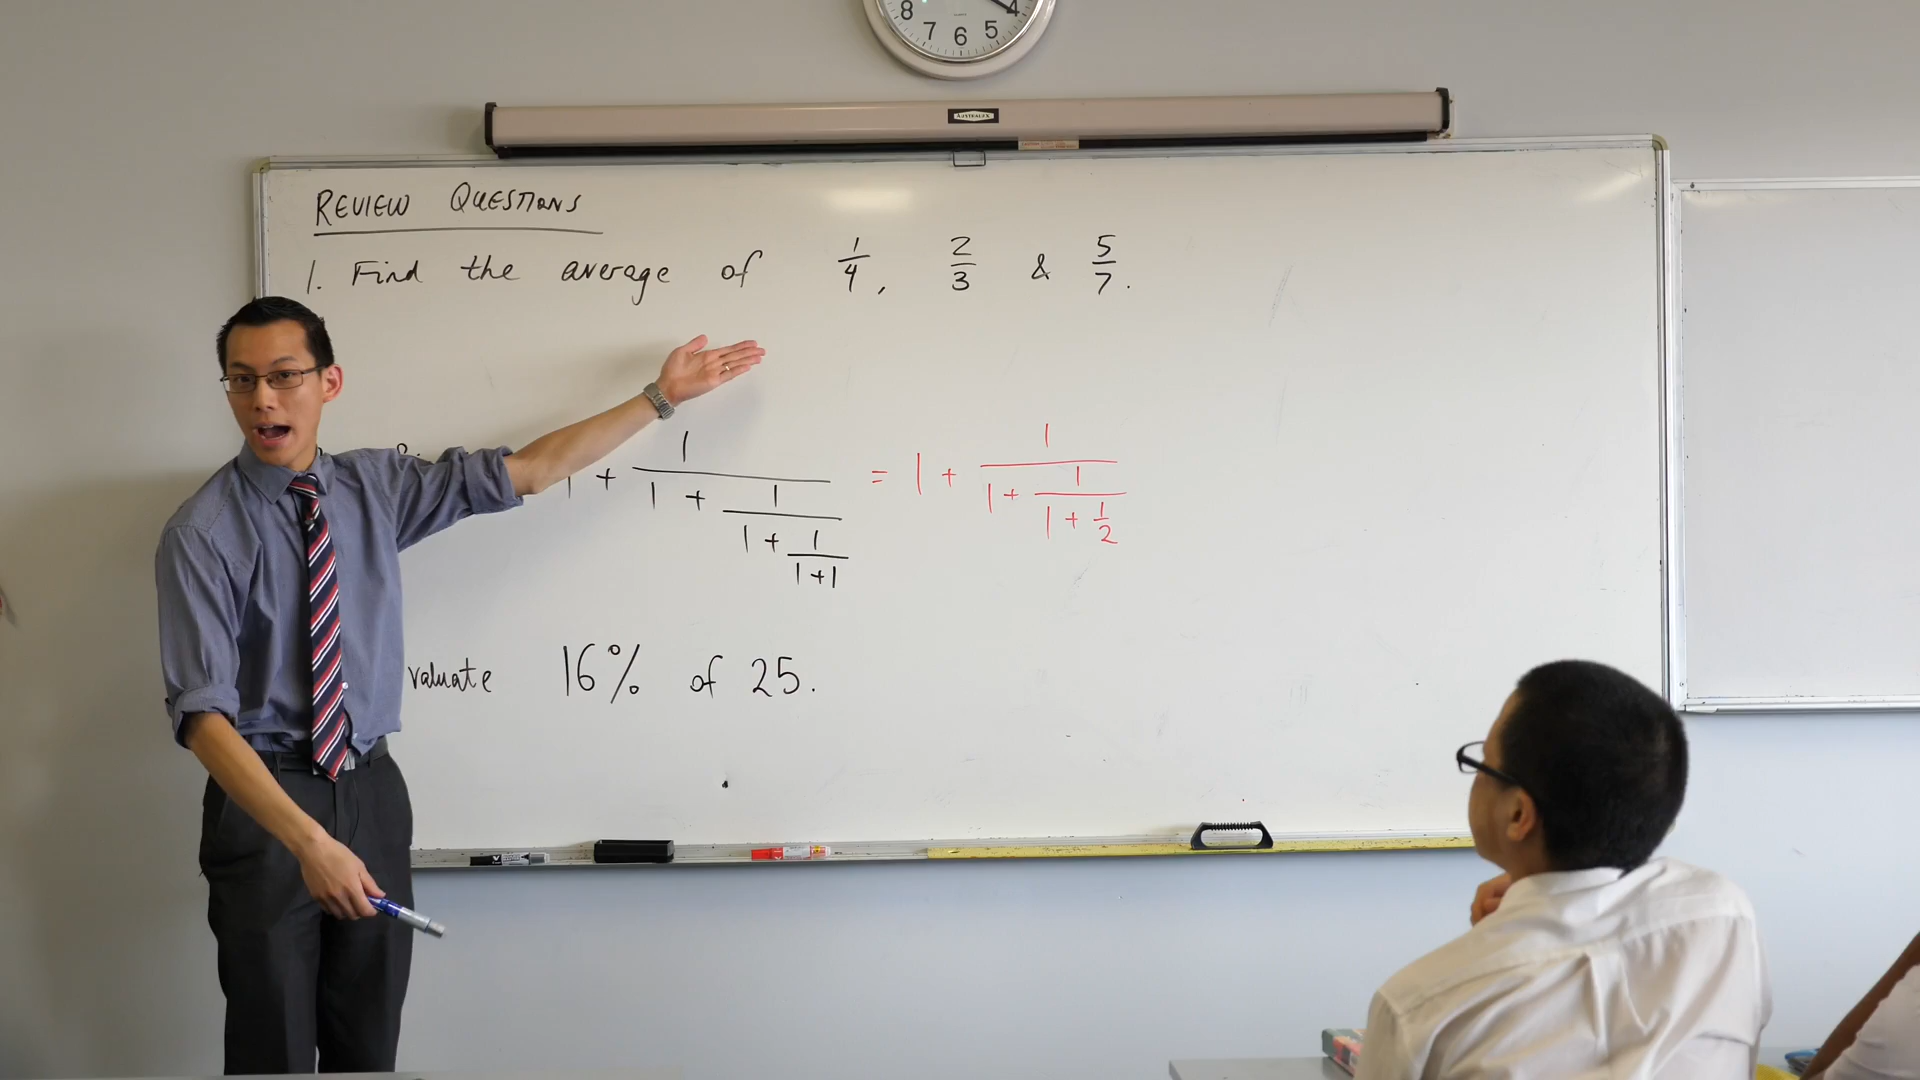 8 7 6 5 4
AUSTRALEX
REVIEW QUESTIONS
1. Find the average of 1/4, 2/3 & 5/7.
1 + 1/(1 + 1/(1 + 1/(1+1))) = 1 + 1/(1 + 1/(1 + 1/2))
valuate 16% of 25.